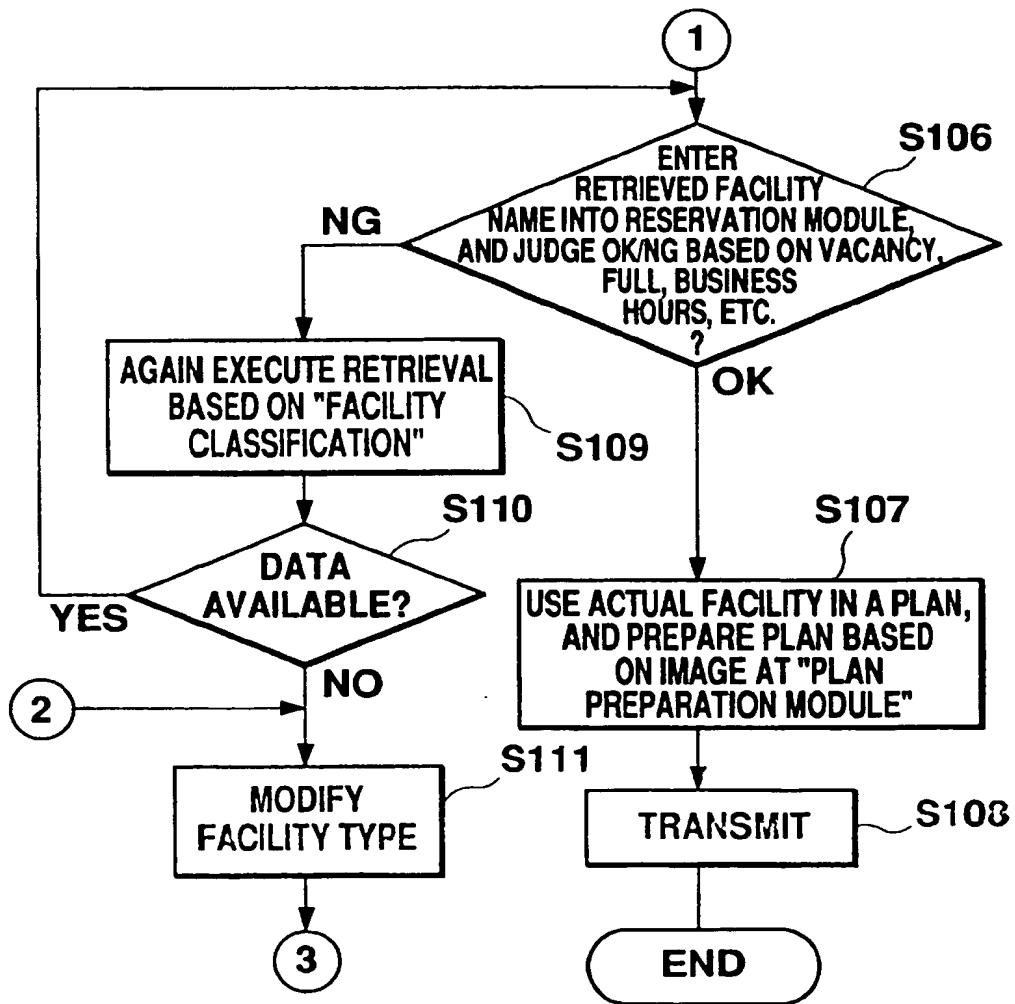 1
S106
ENTER
RETRIEVED FACILITY
NAME INTO RESERVATION MODULE,
AND JUDGE OK/NG BASED ON VACANCY,
FULL, BUSINESS
HOURS, ETC.
?
NG
OK
AGAIN EXECUTE RETRIEVAL
BASED ON "FACILITY
CLASSIFICATION"
S109
S110
DATA
AVAILABLE?
YES
NO
S107
USE ACTUAL FACILITY IN A PLAN,
AND PREPARE PLAN BASED
ON IMAGE AT "PLAN
PREPARATION MODULE"
2
S111
MODIFY
FACILITY TYPE
TRANSMIT
S108
3
END